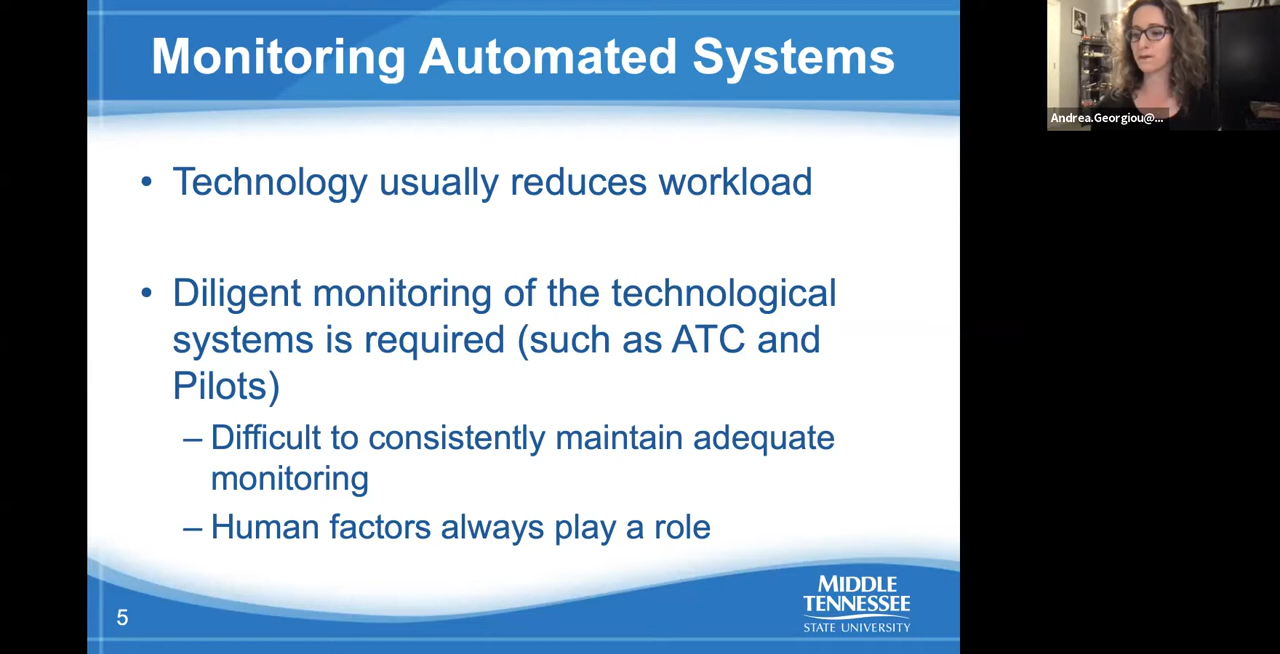 Monitoring Automated Systems
Andrea.Georgiou@...
• Technology usually reduces workload
• Diligent monitoring of the technological
systems is required (such as ATC and
Pilots)
– Difficult to consistently maintain adequate
monitoring
– Human factors always play a role
5
MIDDLE
TENNESSEE
STATE UNIVERSITY